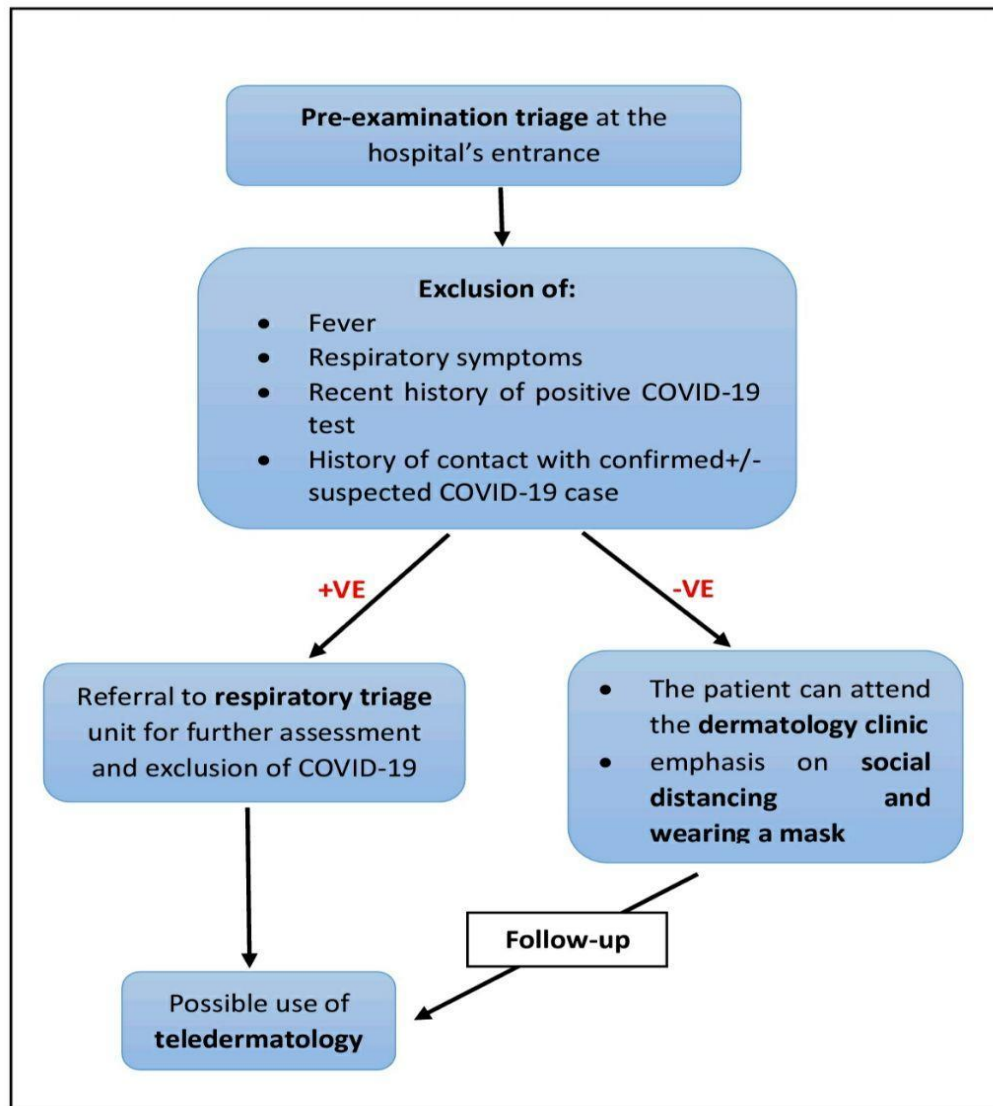 Pre-examination triage at the
hospital's entrance
Exclusion of:
• Fever
• Respiratory symptoms
• Recent history of positive COVID-19
test
• History of contact with confirmed+/-
suspected COVID-19 case
+VE
-VE
Referral to respiratory triage
unit for further assessment
and exclusion of COVID-19
• The patient can attend
the dermatology clinic
• emphasis on social
distancing and
wearing a mask
Follow-up
Possible use of
teledermatology